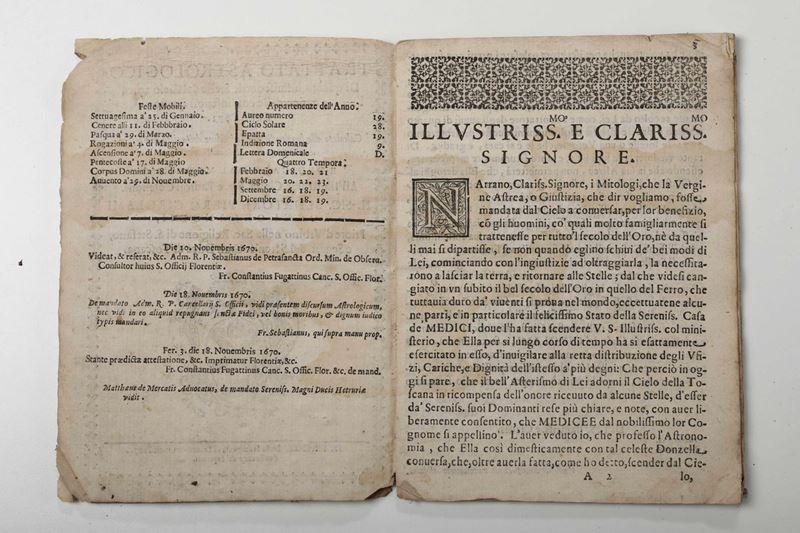 Feste Mobili.
Settuagesima a' 25. di Gennaio.
Cenere alli 11. di Febbraio.
Pasqua a' 29. di Marzo.
Rogazioni a' 4. di Maggio.
Ascensione a' 7. di Maggio.
Pentecoste a' 17. di Maggio
Corpus Domini a' 28. di Maggio.
Auuento a' 29. di Nouembre.
Appartenenze dell'Anno.
Aureo numero 19.
Ciclo Solare 28.
Epatta 19.
Indizione Romana 9.
Lettera Domenicale D.
Quattro Tempora.
Febbraio 18. 20. 21
Maggio 20. 22. 23.
Settembre 16. 18. 19.
Dicembre 16. 18. 19.
Die 10. Nouembris 1670.
Videat, & referat, &c. Adm. R. P. Sebastianus de Petrasancta Ord. Min. de Obseru.
Consultor huius S. Officij Florentiæ.
Fr. Constantius Fugattinus Canc. S. Offic. Flor.
Die 18. Nouembris 1670.
De mandato Adm. R. P. Cancellarij S. Officii, vidi præsentem discursum Astrologicum,
nec vidi in eo aliquid repugnans sanctæ Fidei, vel bonis moribus, & dignum iudico
typis mandari.
Fr. Sebastianus, qui supra manu prop.
Fer. 3. die 18. Nouembris 1670.
Stante prædicta attestatione, &c. Imprimatur Florentiæ, &c.
Fr. Constantius Fugattinus Canc. S. Offic. Flor. &c. de mand.
Matthæus de Mercatis Aduocatus, de mandato Sereniss. Magni Ducis Hetruriæ
vidit.
ILLVSTRISS.MO E CLARISS.MO
SIGNORE.
NArrano, Clariss. Signore, i Mitologi, che la Vergi-
ne Astrea, o Giustizia, che dir vogliamo, fosse
mandata dal Cielo a conuersar, per lor benefizio,
cō gli huomini, co' quali molto famigliarmente si
trattenesse per tutto'l secolo dell'Oro, nè da quel-
li mai si dipartisse, se non quando eglino schiui de' bei modi di
Lei, cominciando con l'ingiustizie ad oltraggiarla, la necessita-
rono a lasciar la terra, e ritornare alle Stelle; dal che videsi cangi-
ato in vn subito il bel secolo dell'Oro in quello del Ferro, che
tuttauia duro da' viuenti si proua nel mondo, eccettuatene alcu-
ne parti, e in particolare il felicissimo Stato della Sereniss. Casa
de MEDICI, doue l'ha fatta scendere V. S. Illustriss. col mini-
sterio, che Ella per sì lungo corso di tempo ha sì esattamente
esercitato in esso, d'inuigilare alla retta distribuzione degli Vfi-
zi, Cariche, e Dignità dell'istesso a' più degni: Che perciò in og-
gi si pare, che il bell'Asterismo di Lei adorni il Cielo della To-
scana in ricompensa dell'onore riceuuto da alcune Stelle, d'esser
da' Sereniss. suoi Dominanti rese più chiare, e note, con auer li-
beramente consentito, che MEDICEE dal nobilissimo lor Co-
gnome si appellino. L'auer veduto io, che professo l'Astrono-
mia, che Ella così dimesticamente con tal celeste Donzella
conuersa, che, oltre auerla fatta, come ho detto, scender dal Cie-
A 2 lo,